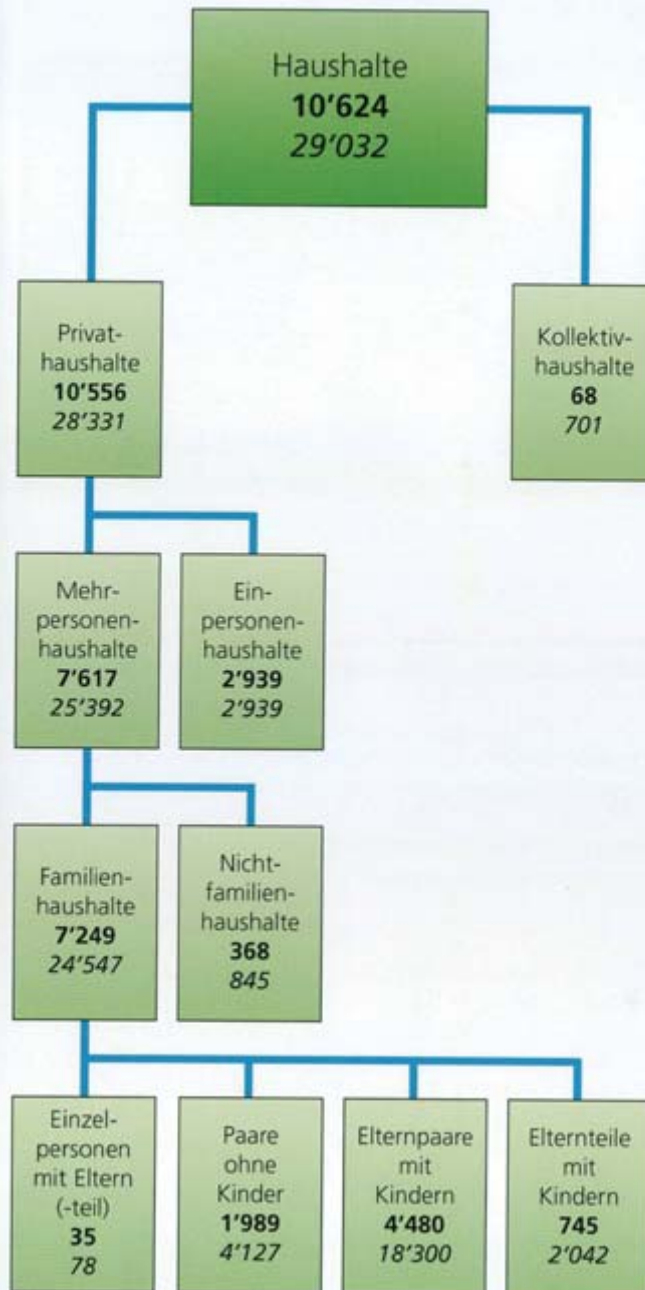 Haushalte
10'624
29'032
Privat-
haushalte
10'556
28'331
Kollektiv-
haushalte
68
701
Mehr-
personen-
haushalte
7'617
25'392
Ein-
personen-
haushalte
2'939
2'939
Familien-
haushalte
7'249
24'547
Nicht-
familien-
haushalte
368
845
Einzel-
personen
mit Eltern
(-teil)
35
78
Paare
ohne
Kinder
1'989
4'127
Elternpaare
mit
Kindern
4'480
18'300
Elternteile
mit
Kindern
745
2'042